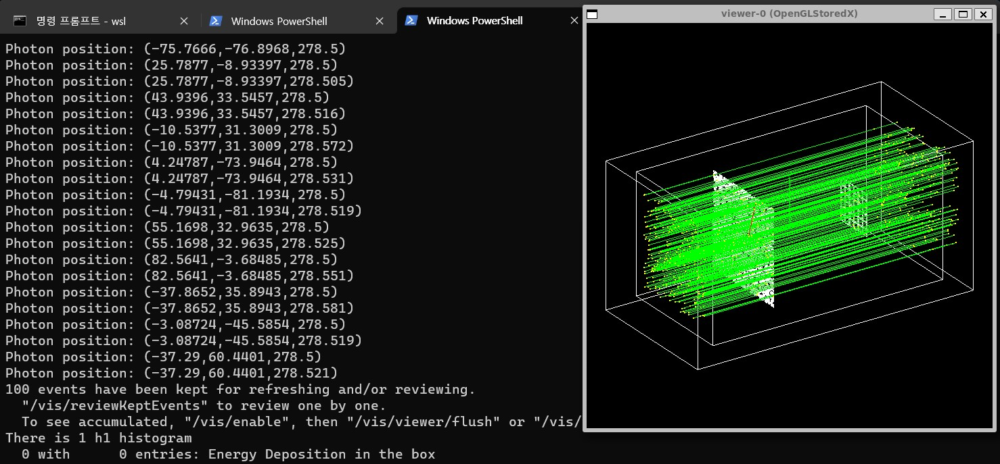 명령 프롬프트 - wsl
Windows PowerShell
Windows PowerShell
viewer-0 (OpenGLStoredX)
Photon position: (-75.7666,-76.8968,278.5)
Photon position: (25.7877,-8.93397,278.5)
Photon position: (25.7877,-8.93397,278.505)
Photon position: (43.9396,33.5457,278.5)
Photon position: (43.9396,33.5457,278.516)
Photon position: (-10.5377,31.3009,278.5)
Photon position: (-10.5377,31.3009,278.572)
Photon position: (4.24787,-73.9464,278.5)
Photon position: (4.24787,-73.9464,278.531)
Photon position: (-4.79431,-81.1934,278.5)
Photon position: (-4.79431,-81.1934,278.519)
Photon position: (55.1698,32.9635,278.5)
Photon position: (55.1698,32.9635,278.525)
Photon position: (82.5641,-3.68485,278.5)
Photon position: (82.5641,-3.68485,278.551)
Photon position: (-37.8652,35.8943,278.5)
Photon position: (-37.8652,35.8943,278.581)
Photon position: (-3.08724,-45.5854,278.5)
Photon position: (-3.08724,-45.5854,278.519)
Photon position: (-37.29,60.4401,278.5)
Photon position: (-37.29,60.4401,278.521)
100 events have been kept for refreshing and/or reviewing.
"/vis/reviewKeptEvents" to review one by one.
To see accumulated, "/vis/enable", then "/vis/viewer/flush" or "/vis/
There is 1 h1 histogram
0 with 0 entries: Energy Deposition in the box